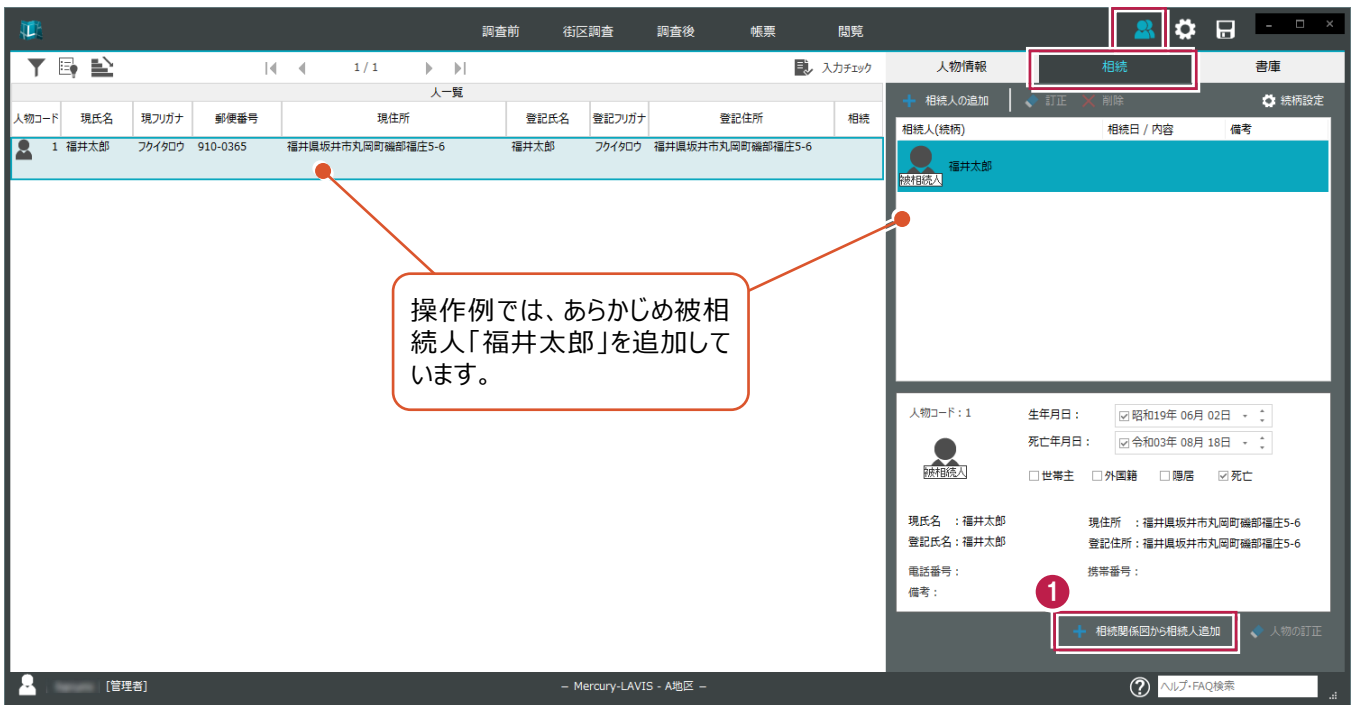 調査前 街区調査 調査後 帳票 閲覧
1 / 1 入力チェック
人一覧
人物コード 現氏名 現フリガナ 郵便番号 現住所 登記氏名 登記フリガナ 登記住所 相続
1 福井太郎 フクイタロウ 910-0365 福井県坂井市丸岡町磯部福庄5-6 福井太郎 フクイタロウ 福井県坂井市丸岡町磯部福庄5-6
操作例では、あらかじめ被相
続人「福井太郎」を追加して
います。
人物情報 相続 書庫
相続人の追加 訂正 削除 続柄設定
相続人(続柄) 相続日 / 内容 備考
福井太郎
被相続人
人物コード：1
生年月日： 昭和19年 06月 02日
死亡年月日： 令和03年 08月 18日
被相続人
世帯主 外国籍 隠居 死亡
現氏名 ：福井太郎 現住所 ：福井県坂井市丸岡町磯部福庄5-6
登記氏名：福井太郎 登記住所：福井県坂井市丸岡町磯部福庄5-6
電話番号： 携帯番号：
備考：
1
相続関係図から相続人追加 人物の訂正
[管理者] – Mercury-LAVIS - A地区 – ヘルプ・FAQ検索